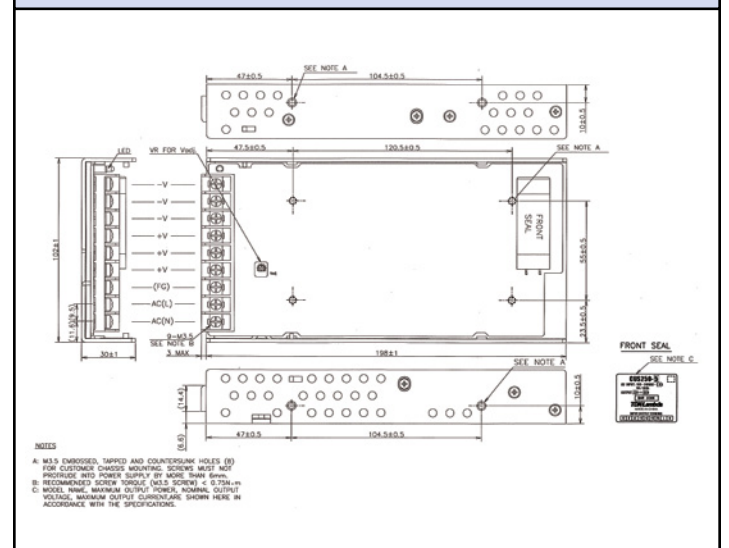 SEE NOTE A
47±0.5
104.5±0.5
10±0.5
LED
VR FOR Vadj.
47.5±0.5
120.5±0.5
SEE NOTE A
-V
-V
-V
+V
+V
+V
(FG)
AC(L)
AC(N)
FRONT
SEAL
102±1
55±0.5
23.5±0.5
(9.5)
(11.6)
9-M3.5
SEE NOTE B
3 MAX
30±1
198±1
FRONT SEAL
SEE NOTE C
CUS250-5
SEE NOTE A
(14.4)
(6.6)
10±0.5
47±0.5
104.5±0.5
NOTES
A: M3.5 EMBOSSED, TAPPED AND COUNTERSUNK HOLES (8)
FOR CUSTOMER CHASSIS MOUNTING. SCREWS MUST NOT
PROTRUDE INTO POWER SUPPLY BY MORE THAN 6mm.
B: RECOMMENDED SCREW TORQUE (M3.5 SCREW) < 0.75N-m
C: MODEL NAME, MAXIMUM OUTPUT POWER, NOMINAL OUTPUT
VOLTAGE, MAXIMUM OUTPUT CURRENT,ARE SHOWN HERE IN
ACCORDANCE WITH THE SPECIFICATIONS.